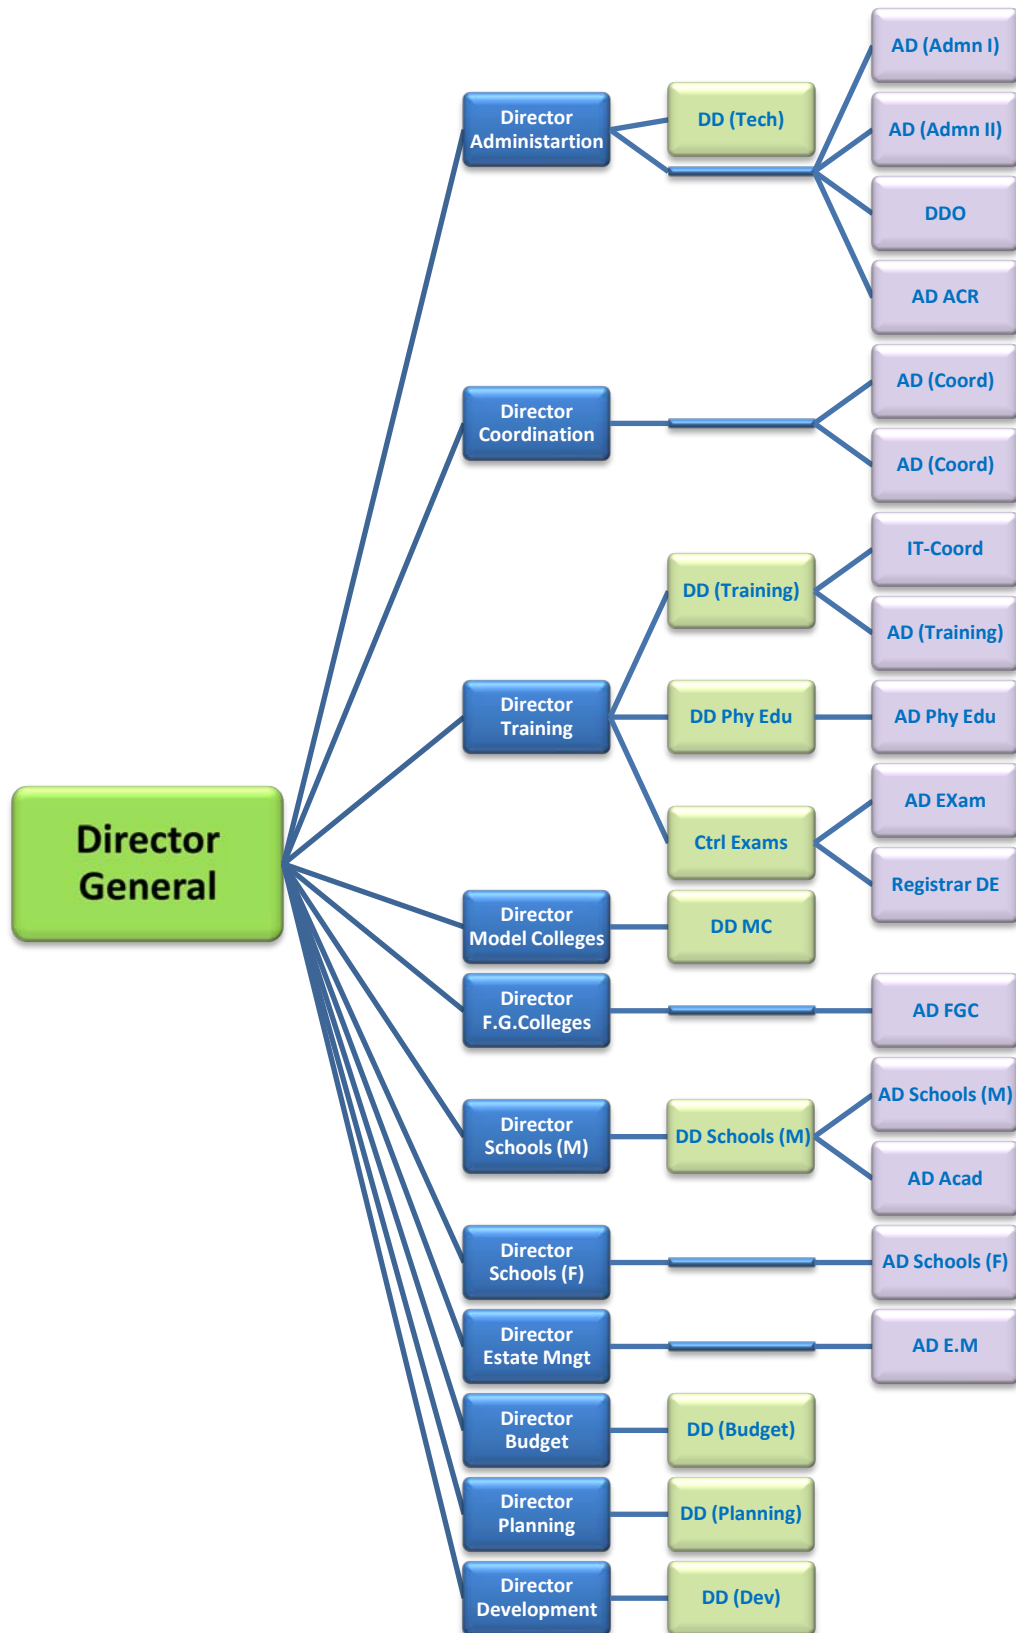 Director
General
Director
Administartion
DD (Tech)
AD (Admn I)
AD (Admn II)
DDO
AD ACR
Director
Coordination
AD (Coord)
AD (Coord)
Director
Training
DD (Training)
IT-Coord
AD (Training)
DD Phy Edu
AD Phy Edu
Ctrl Exams
AD EXam
Registrar DE
Director
Model Colleges
DD MC
Director
F.G.Colleges
AD FGC
Director
Schools (M)
DD Schools (M)
AD Schools (M)
AD Acad
Director
Schools (F)
AD Schools (F)
Director
Estate Mngt
AD E.M
Director
Budget
DD (Budget)
Director
Planning
DD (Planning)
Director
Development
DD (Dev)